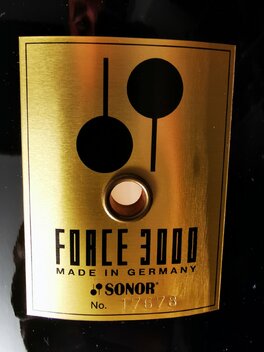 FORCE 3000
MADE IN GERMANY
SONOR®
No. 17678